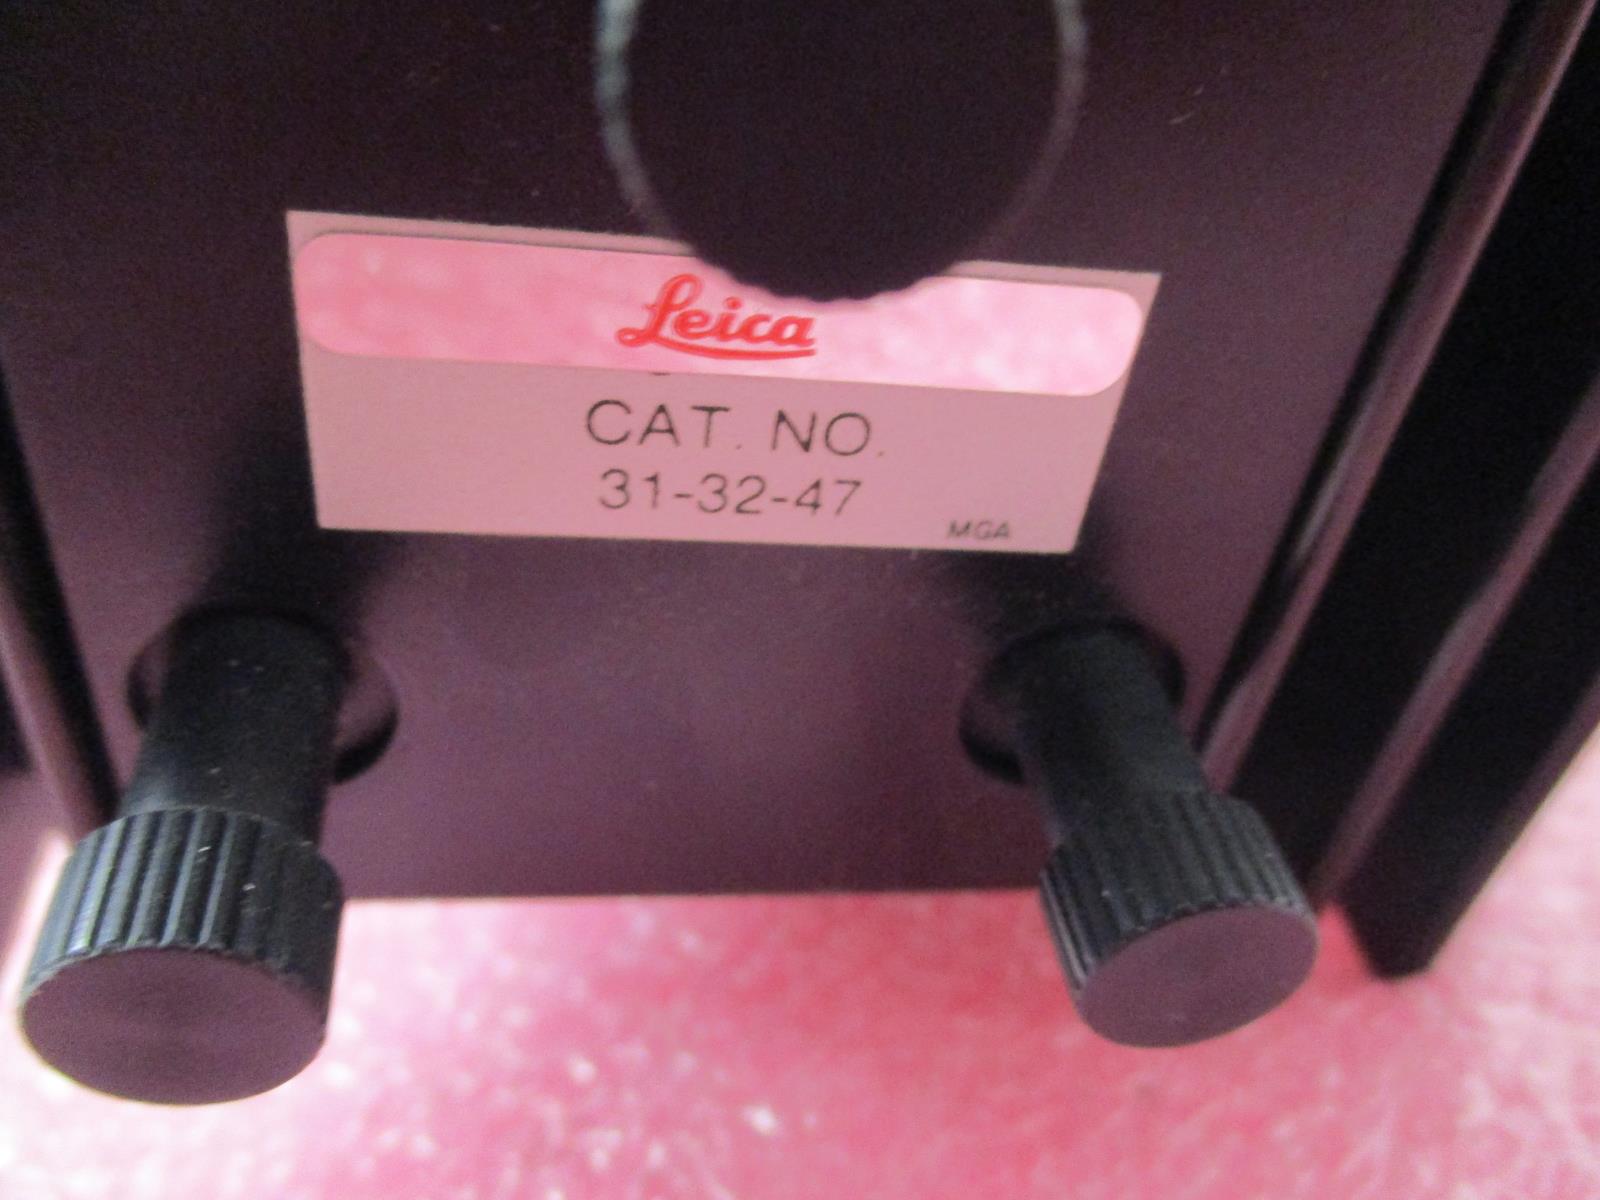 Leica
CAT. NO.
31-32-47
MGA